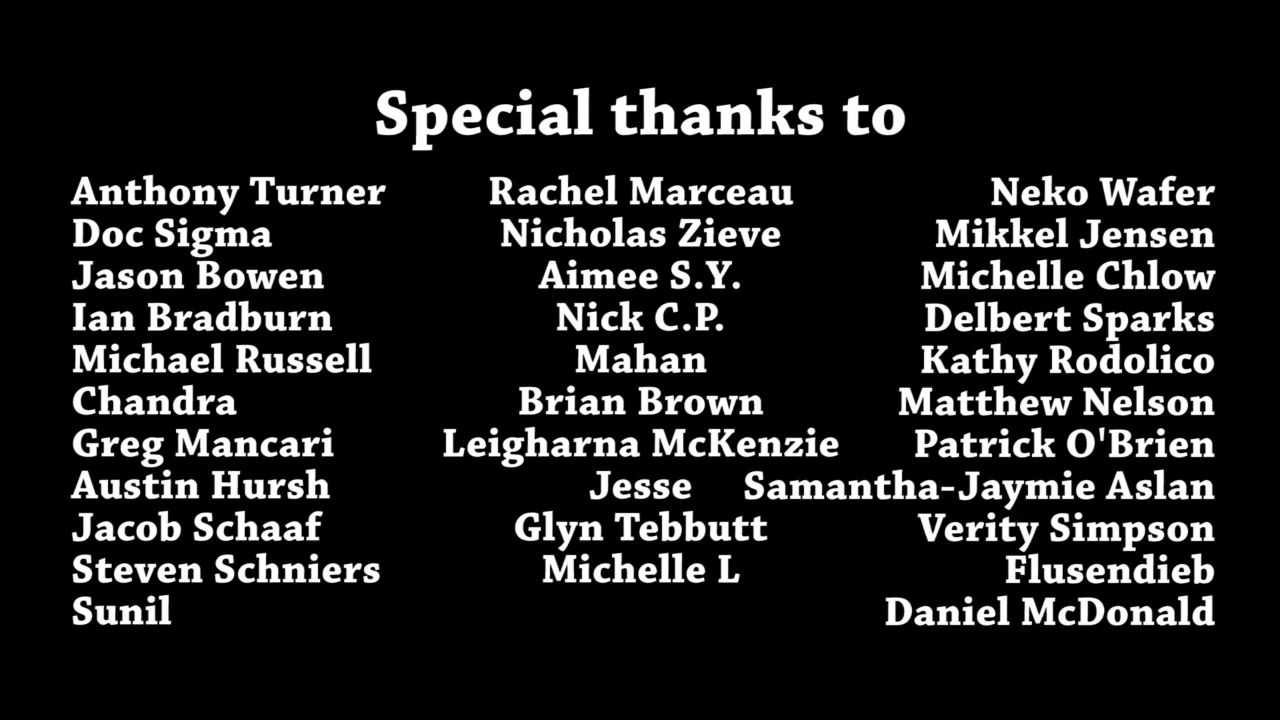 Special thanks to
Anthony Turner
Doc Sigma
Jason Bowen
Ian Bradburn
Michael Russell
Chandra
Greg Mancari
Austin Hursh
Jacob Schaaf
Steven Schniers
Sunil
Rachel Marceau
Nicholas Zieve
Aimee S.Y.
Nick C.P.
Mahan
Brian Brown
Leigharna McKenzie
Jesse
Glyn Tebbutt
Michelle L
Neko Wafer
Mikkel Jensen
Michelle Chlow
Delbert Sparks
Kathy Rodolico
Matthew Nelson
Patrick O'Brien
Samantha-Jaymie Aslan
Verity Simpson
Flusendieb
Daniel McDonald